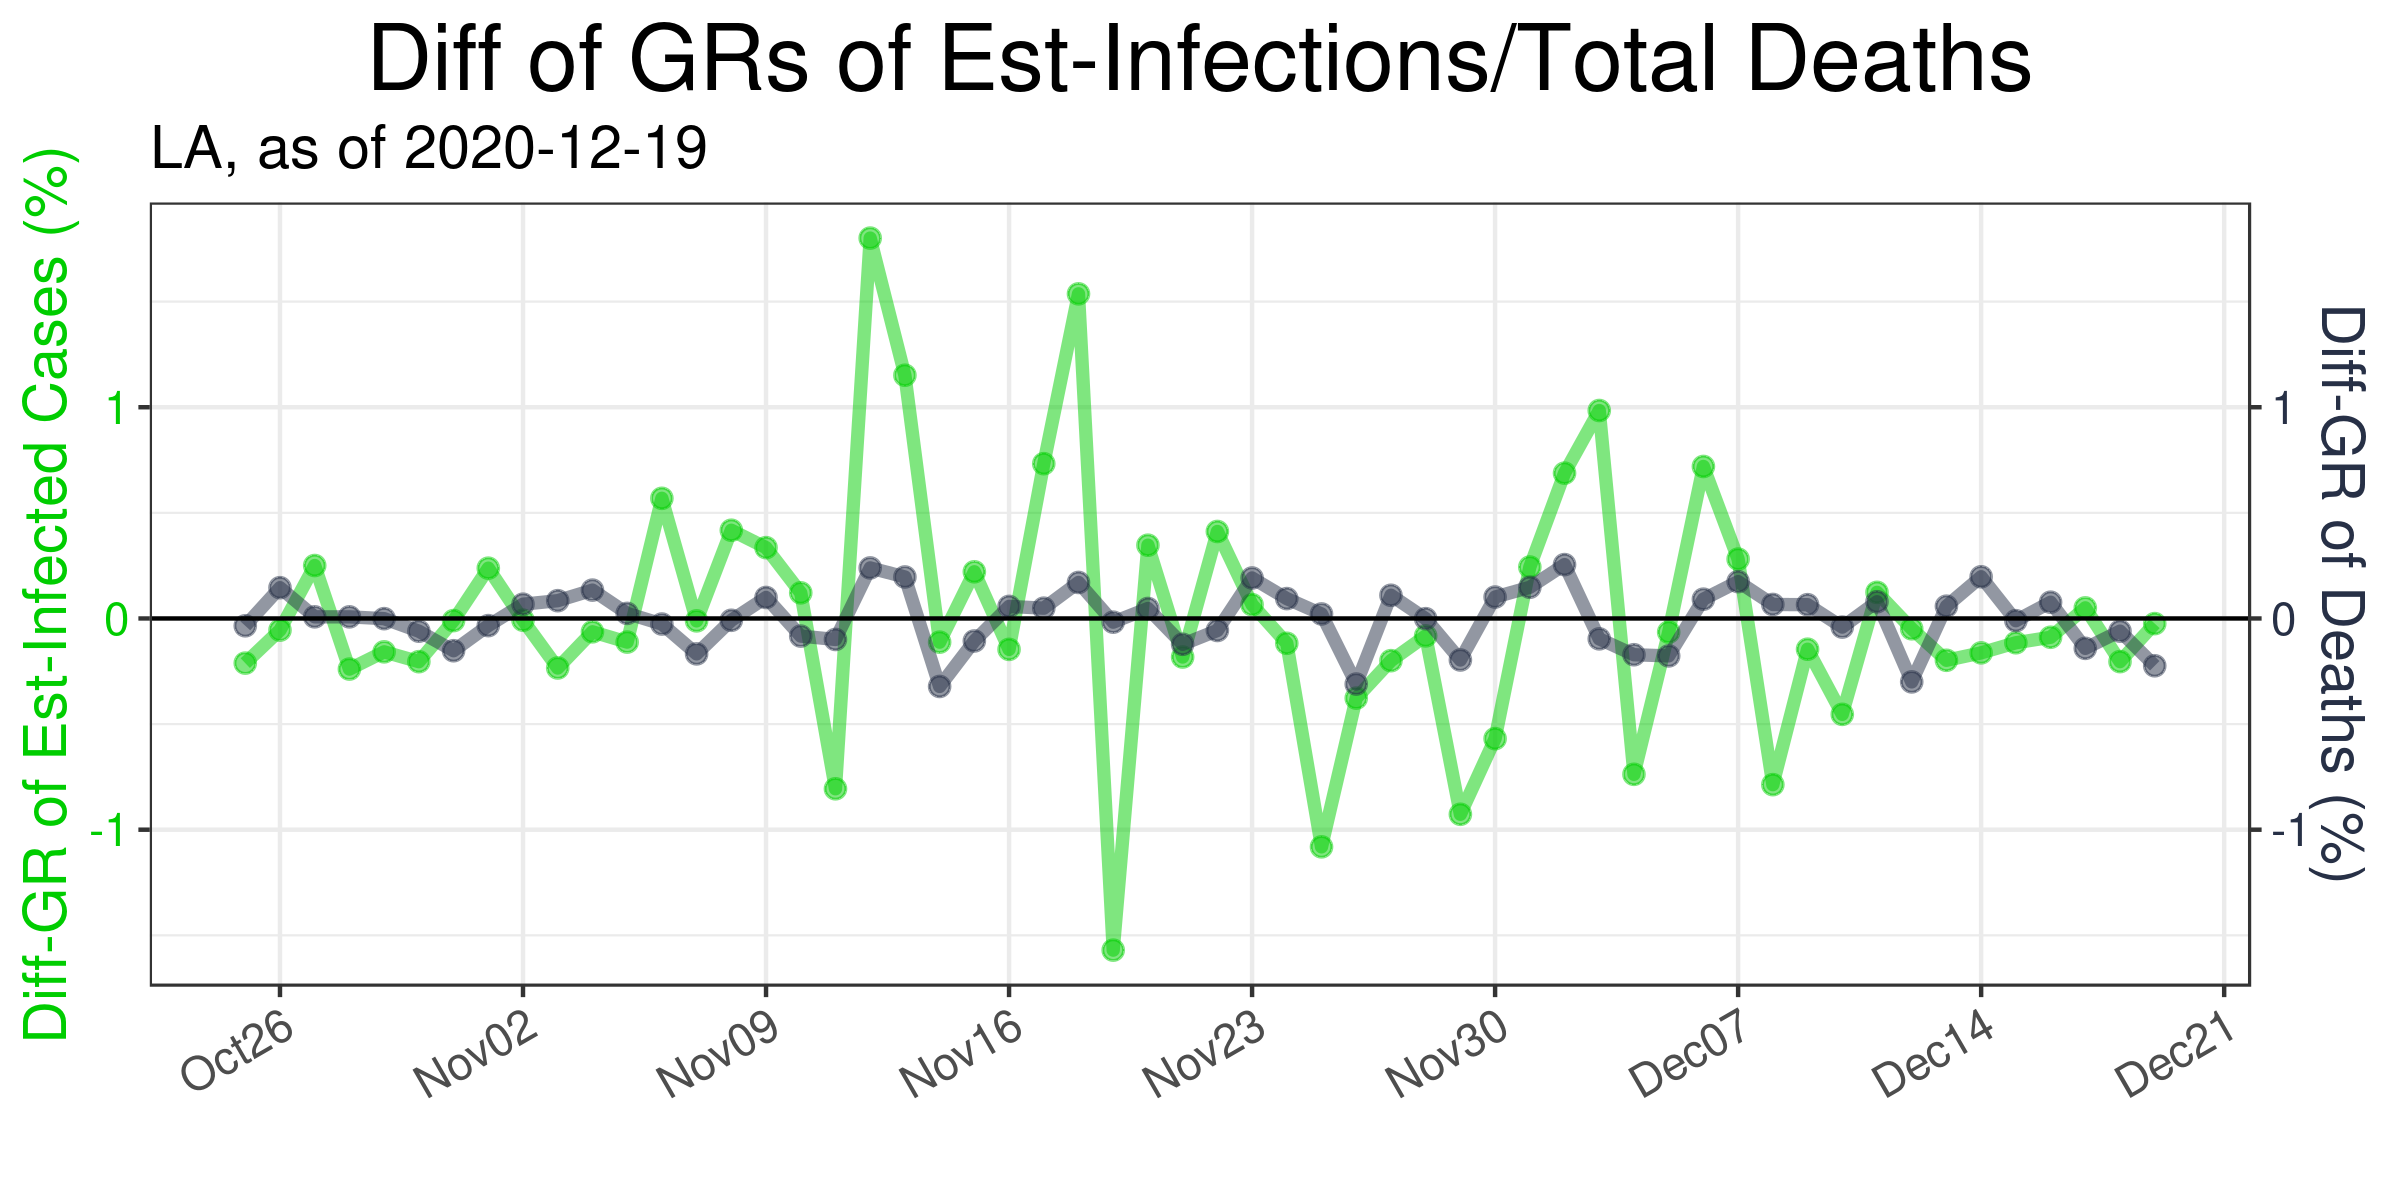 Diff of GRs of Est-Infections/Total Deaths
LA, as of 2020-12-19
Diff-GR of Est-Infected Cases (%)
1
0
-1
1
0
-1
Diff-GR of Deaths (%)
Oct26
Nov02
Nov09
Nov16
Nov23
Nov30
Dec07
Dec14
Dec21